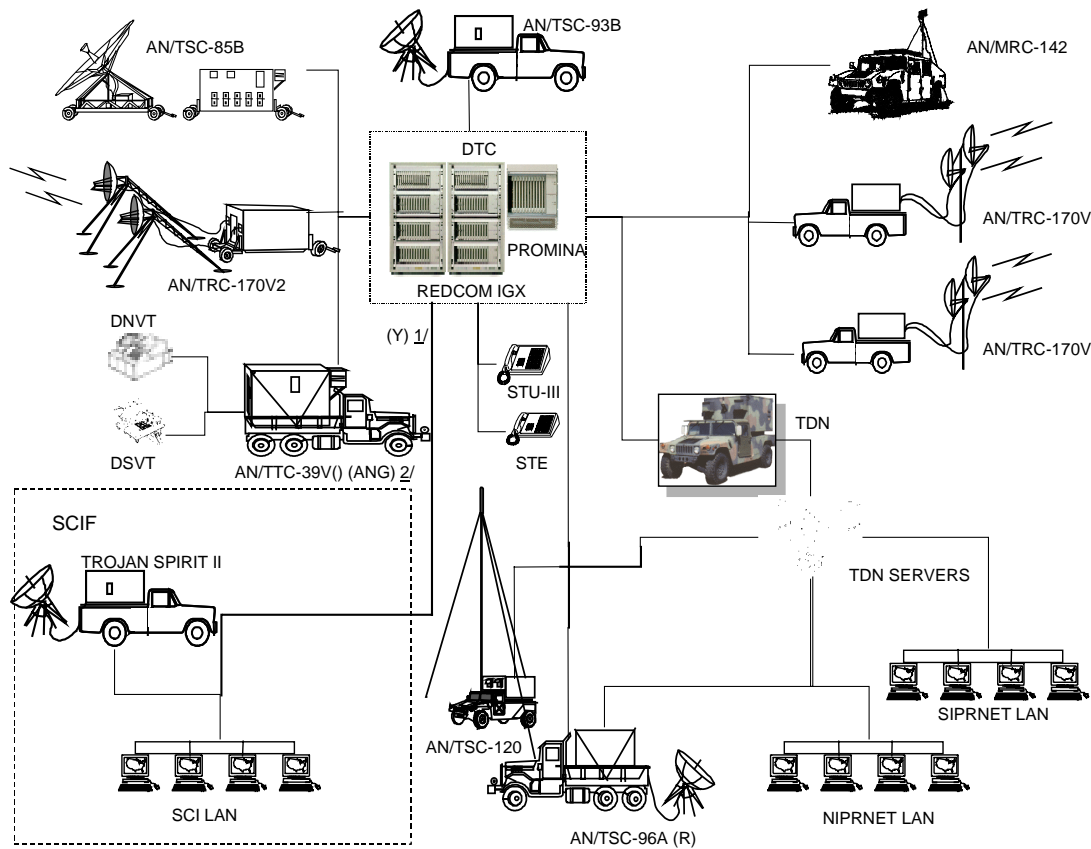 AN/TSC-85B
AN/TSC-93B
AN/MRC-142
DTC
PROMINA
REDCOM IGX
AN/TRC-170V2
AN/TRC-170V
AN/TRC-170V
DNVT
DSVT
(Y) 1/
STU-III
STE
AN/TTC-39V() (ANG) 2/
TDN
SCIF
TROJAN SPIRIT II
TDN SERVERS
SIPRNET LAN
AN/TSC-120
SCI LAN
NIPRNET LAN
AN/TSC-96A (R)